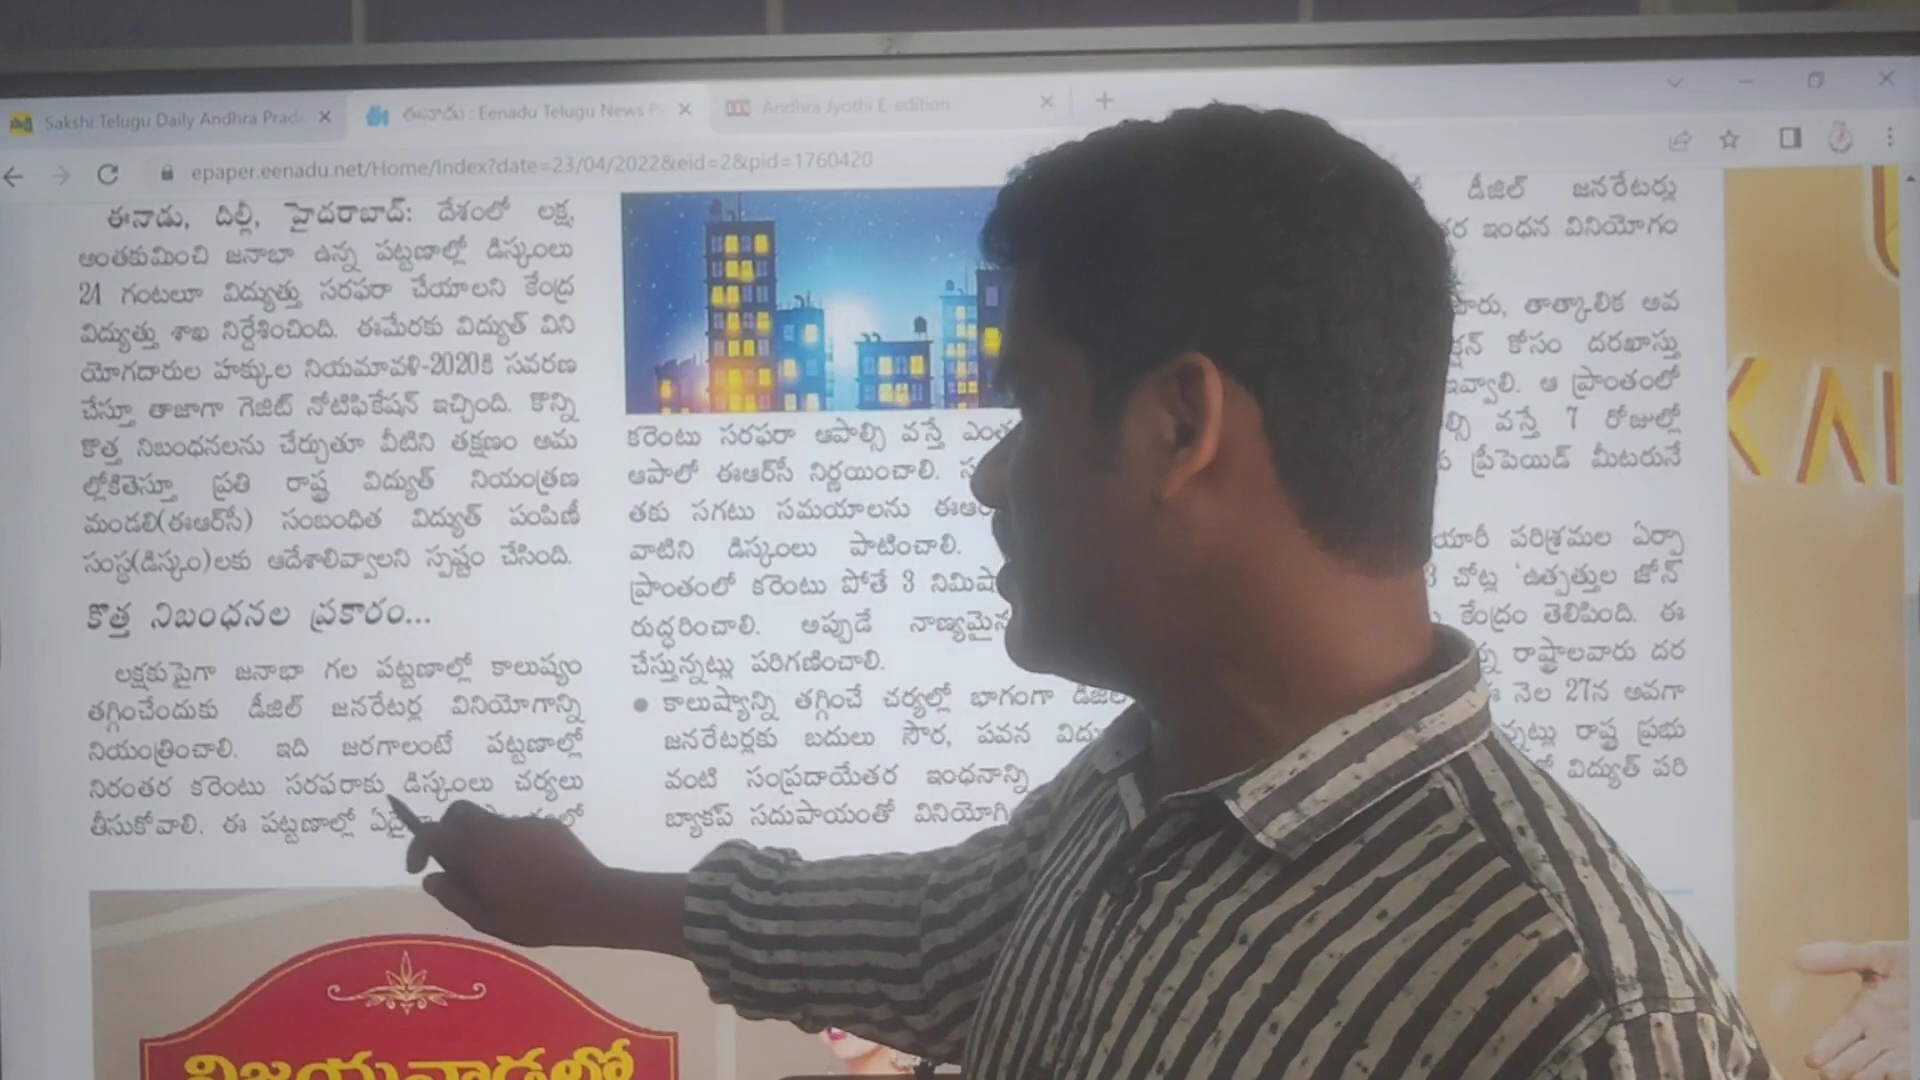 Sakshi Telugu Daily Andhra Prad
ఈనాడు : Eenadu Telugu News P
Andhra Jyothi E-edition
epaper.eenadu.net/Home/Index?date=23/04/2022&eid=2&pid=1760420
ఈనాడు, దిల్లీ, హైదరాబాద్: దేశంలో లక్ష,
అంతకుమించి జనాభా ఉన్న పట్టణాల్లో డిస్కంలు
24 గంటలూ విద్యుత్తు సరఫరా చేయాలని కేంద్ర
విద్యుత్తు శాఖ నిర్దేశించింది. ఈమేరకు విద్యుత్ విని
యోగదారుల హక్కుల నియమావళి-2020కి సవరణ
చేస్తూ తాజాగా గెజిట్ నోటిఫికేషన్ ఇచ్చింది. కొన్ని
కొత్త నిబంధనలను చేర్చుతూ వీటిని తక్షణం అమ
ల్లోకితెస్తూ ప్రతి రాష్ట్ర విద్యుత్ నియంత్రణ
మండలి(ఈఆర్‌సీ) సంబంధిత విద్యుత్ పంపిణీ
సంస్థ(డిస్కం)లకు ఆదేశాలివ్వాలని స్పష్టం చేసింది.
కొత్త నిబంధనల ప్రకారం...
లక్షకుపైగా జనాభా గల పట్టణాల్లో కాలుష్యం
తగ్గించేందుకు డీజిల్ జనరేటర్ల వినియోగాన్ని
నియంత్రించాలి. ఇది జరగాలంటే పట్టణాల్లో
నిరంతర కరెంటు సరఫరాకు డిస్కంలు చర్యలు
తీసుకోవాలి. ఈ పట్టణాల్లో
కరెంటు సరఫరా ఆపాల్సి వస్తే ఎంత
ఆపాలో ఈఆర్‌సీ నిర్ణయించాలి.
తకు సగటు సమయాలను
వాటిని డిస్కంలు పాటించాలి.
ప్రాంతంలో కరెంటు పోతే 3 నిమిషా
రుద్ధరించాలి. అప్పుడే నాణ్యమైన
చేస్తున్నట్లు పరిగణించాలి.
● కాలుష్యాన్ని తగ్గించే చర్యల్లో భాగంగా డీజిల్
జనరేటర్లకు బదులు సౌర, పవన విద్యు
వంటి సంప్రదాయేతర ఇంధనాన్ని
బ్యాకప్ సదుపాయంతో వినియోగి
డీజిల్ జనరేటర్లు
ఇంధన వినియోగం
తాత్కాలిక అవ
కోసం దరఖాస్తు
ఇవ్వాలి. ఆ ప్రాంతంలో
వస్తే 7 రోజుల్లో
ప్రీపెయిడ్ మీటరునే
పరిశ్రమల ఏర్పా
చోట్ల 'ఉత్పత్తుల జోన్'
కేంద్రం తెలిపింది. ఈ
రాష్ట్రాలవారు దర
నెల 27న అవగా
రాష్ట్ర ప్రభు
విద్యుత్ పరి
విజయవాడలో